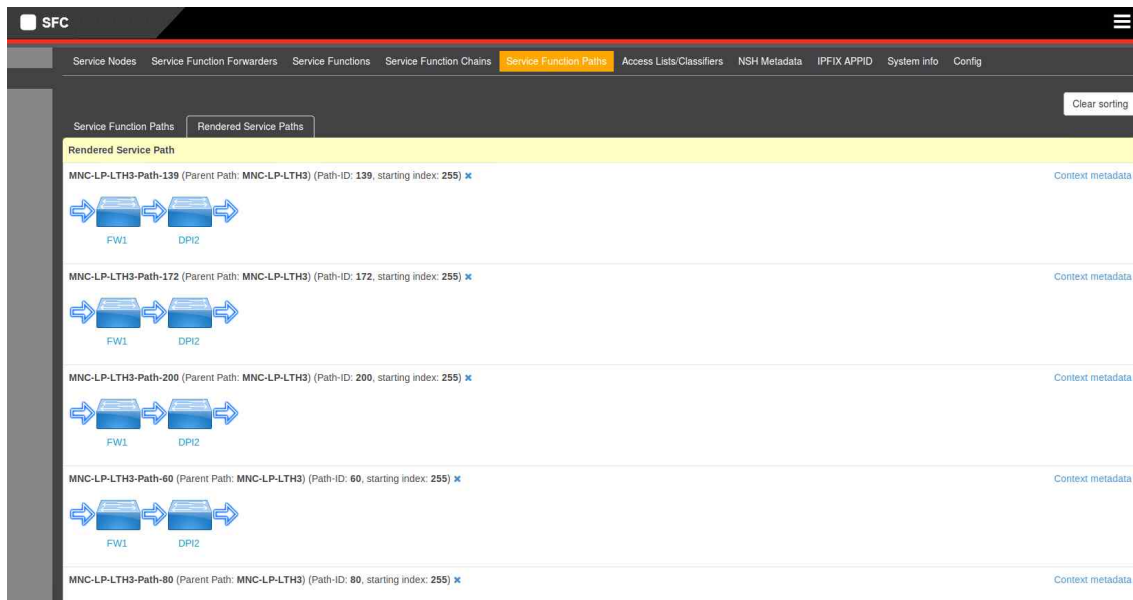 SFC
Service Nodes Service Function Forwarders Service Functions Service Function Chains Service Function Paths Access Lists/Classifiers NSH Metadata IPFIX APPID System info Config
Clear sorting
Service Function Paths Rendered Service Paths
Rendered Service Path
MNC-LP-LTH3-Path-139 (Parent Path: MNC-LP-LTH3) (Path-ID: 139, starting index: 255) ✖ Context metadata
FW1 DPI2
MNC-LP-LTH3-Path-172 (Parent Path: MNC-LP-LTH3) (Path-ID: 172, starting index: 255) ✖ Context metadata
FW1 DPI2
MNC-LP-LTH3-Path-200 (Parent Path: MNC-LP-LTH3) (Path-ID: 200, starting index: 255) ✖ Context metadata
FW1 DPI2
MNC-LP-LTH3-Path-60 (Parent Path: MNC-LP-LTH3) (Path-ID: 60, starting index: 255) ✖ Context metadata
FW1 DPI2
MNC-LP-LTH3-Path-80 (Parent Path: MNC-LP-LTH3) (Path-ID: 80, starting index: 255) ✖ Context metadata